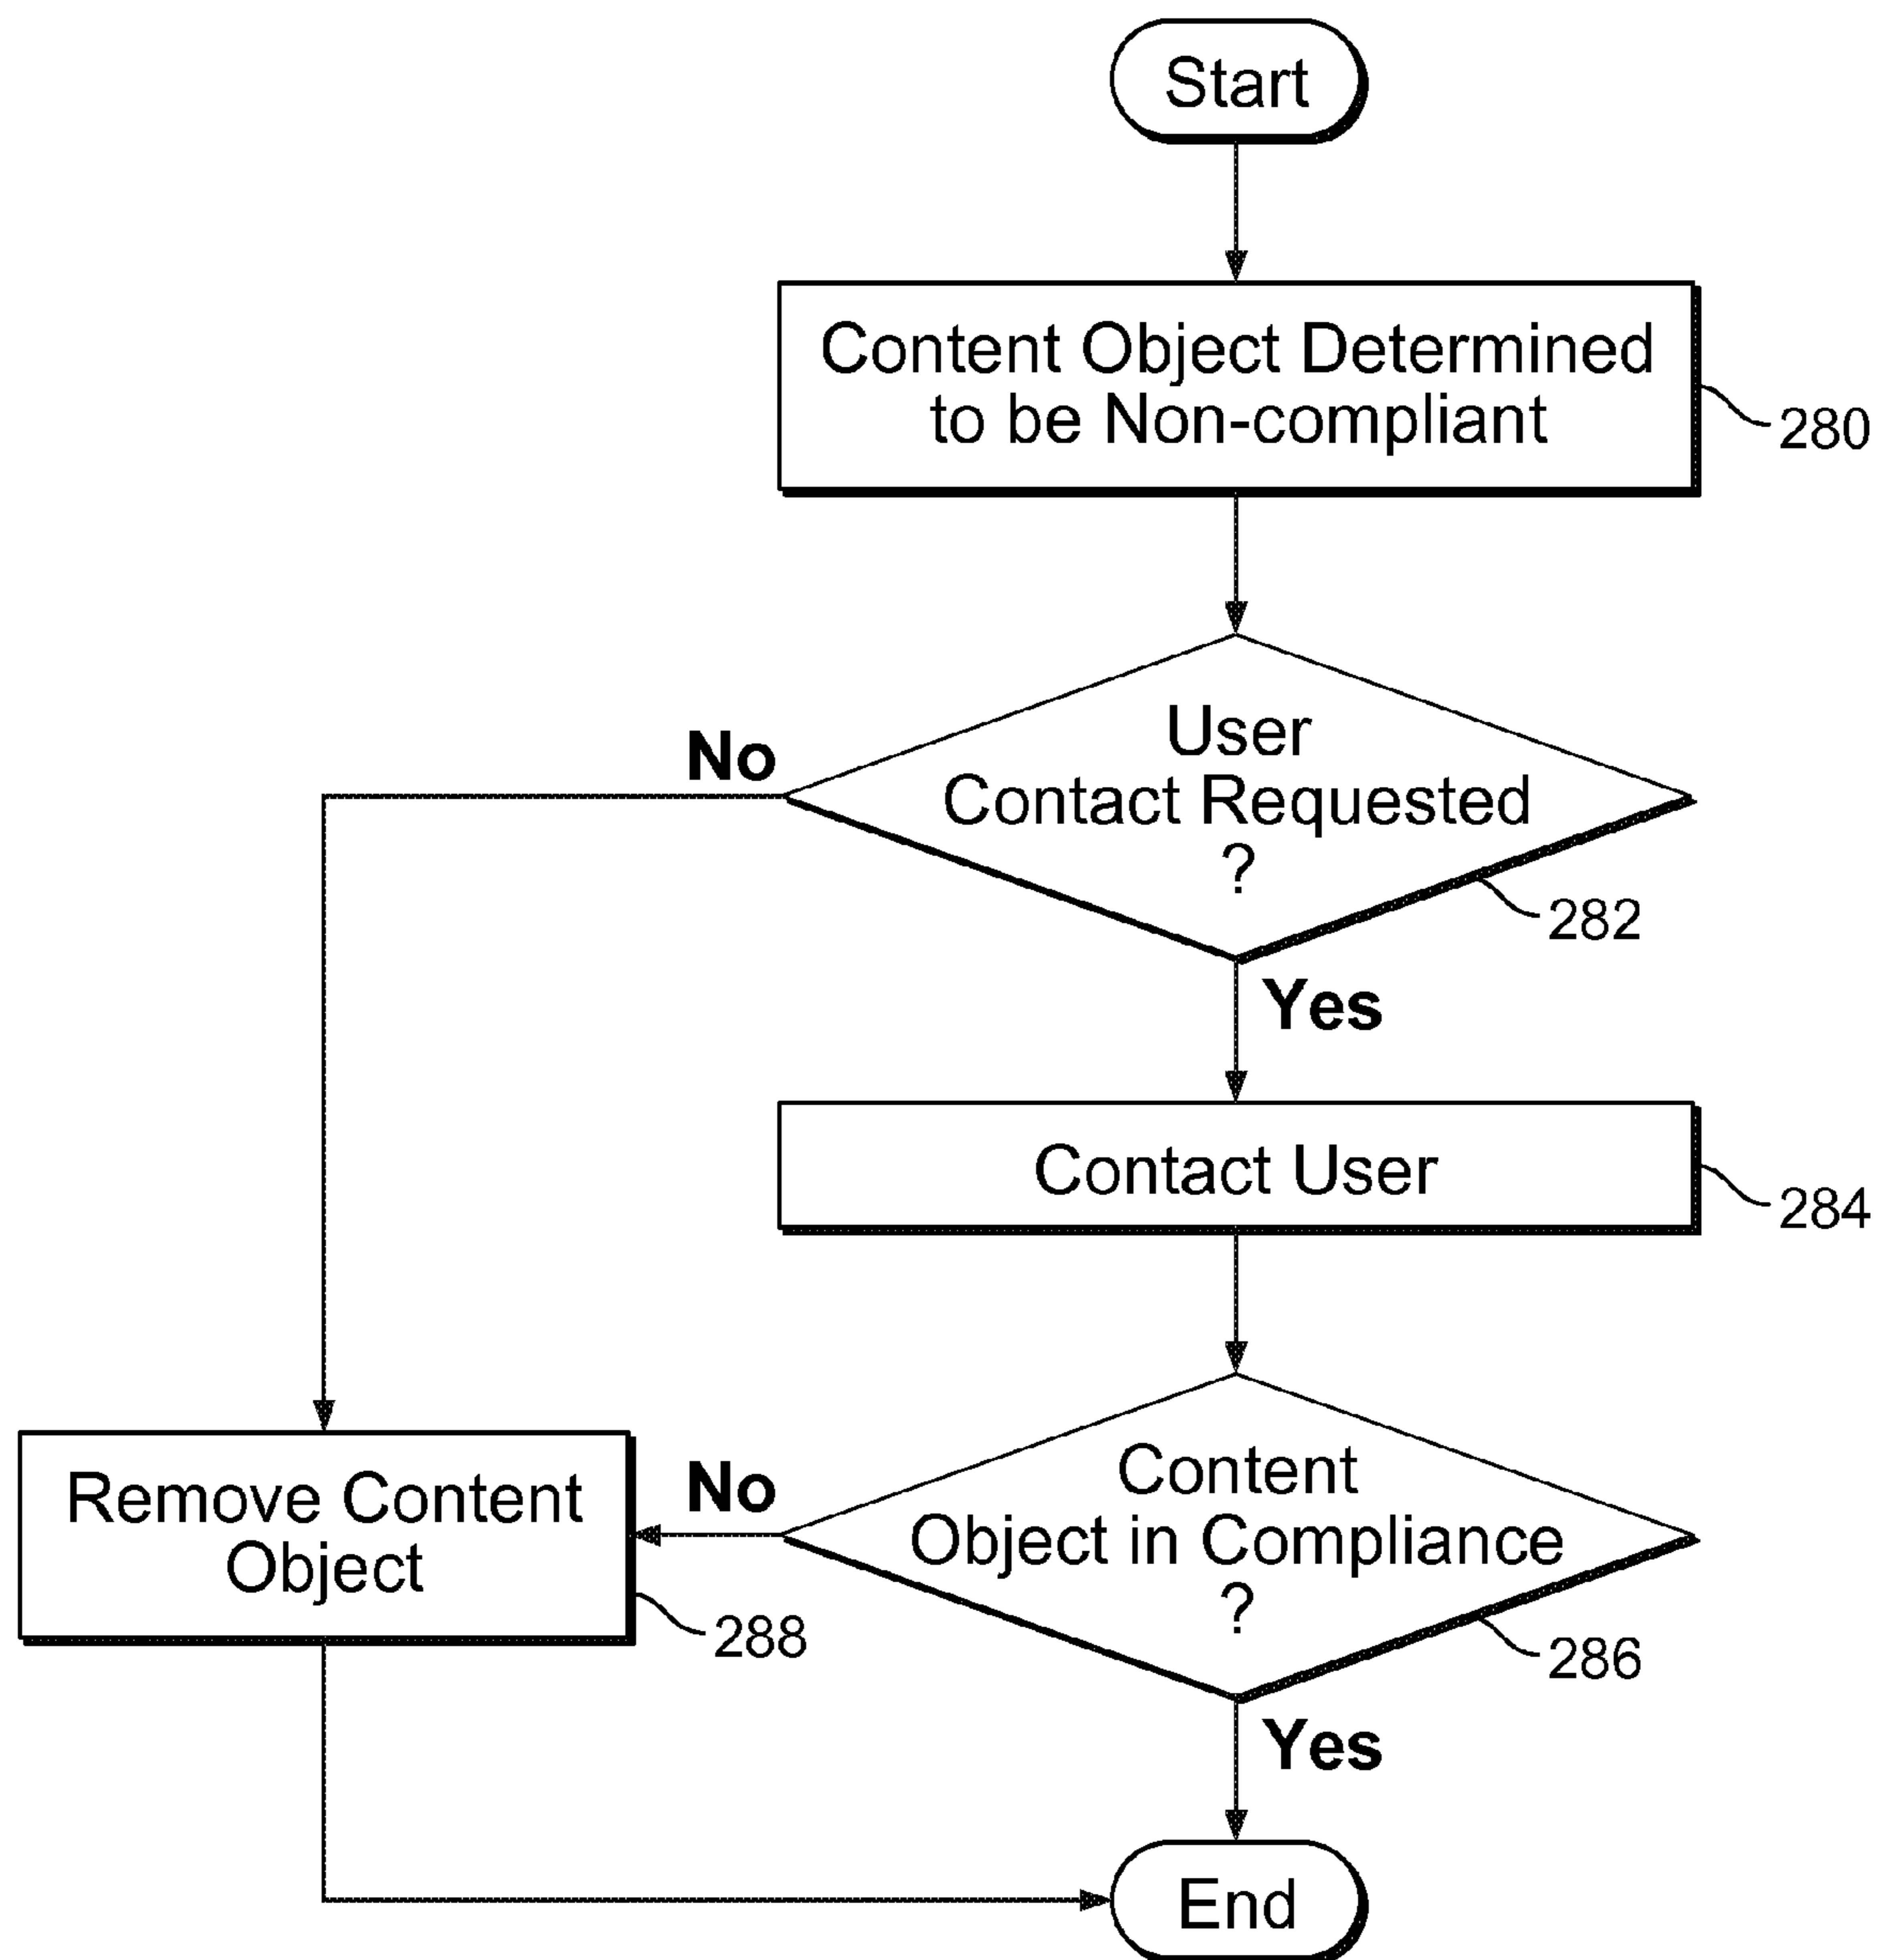 Start
Content Object Determined
to be Non-compliant
280
User
Contact Requested
?
282
No
Yes
Contact User
284
Content
Object in Compliance
?
286
No
Remove Content
Object
288
Yes
End